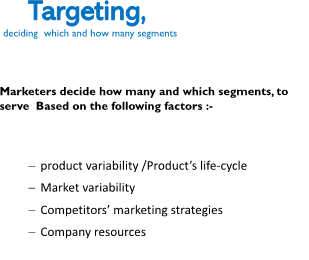 Targeting,
deciding which and how many segments
Marketers decide how many and which segments, to
serve Based on the following factors :-
– product variability /Product's life-cycle
– Market variability
– Competitors' marketing strategies
– Company resources